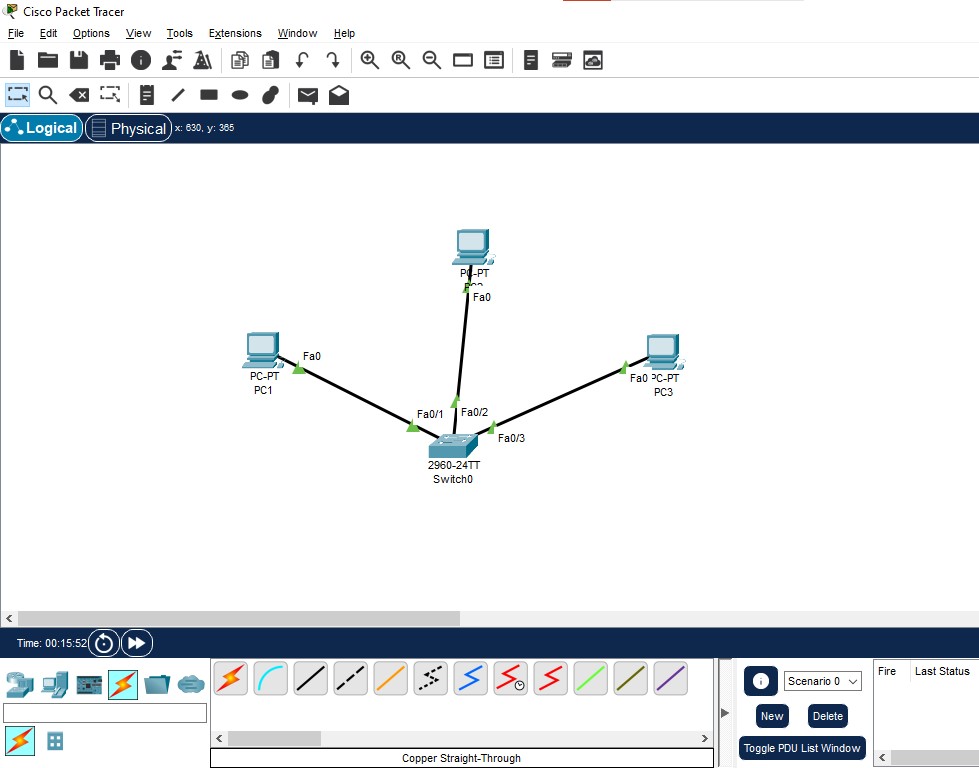 Cisco Packet Tracer
File Edit Options View Tools Extensions Window Help
Logical Physical x: 630, y: 365
PC-PT
PC2
Fa0
Fa0
PC-PT
PC1
Fa0 PC-PT
PC3
Fa0/1 Fa0/2
Fa0/3
2960-24TT
Switch0
Time: 00:15:52
Scenario 0
Fire Last Status
New Delete
Toggle PDU List Window
Copper Straight-Through